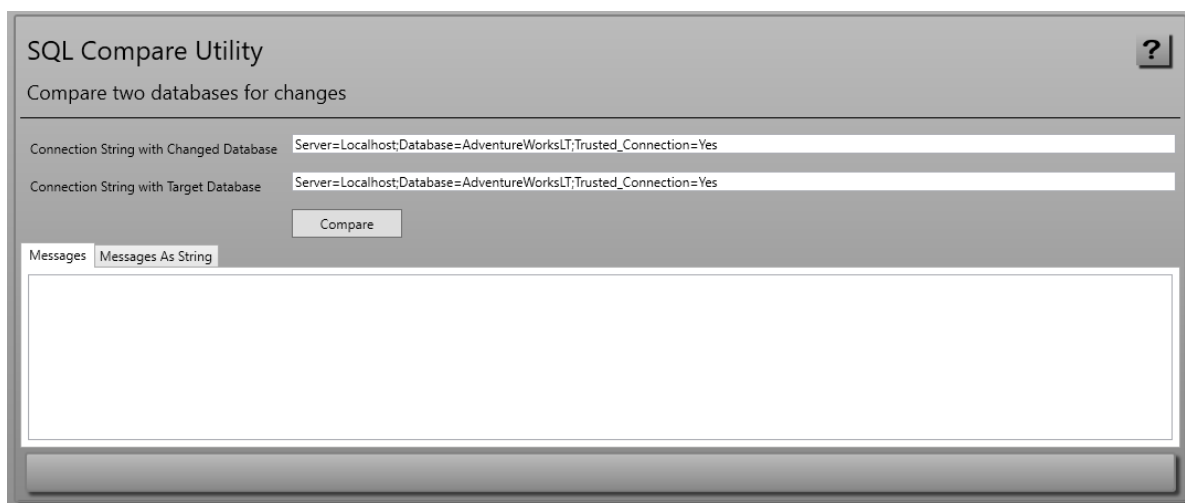 SQL Compare Utility
?
Compare two databases for changes
Connection String with Changed Database Server=Localhost;Database=AdventureWorksLT;Trusted_Connection=Yes
Connection String with Target Database Server=Localhost;Database=AdventureWorksLT;Trusted_Connection=Yes
Compare
Messages Messages As String